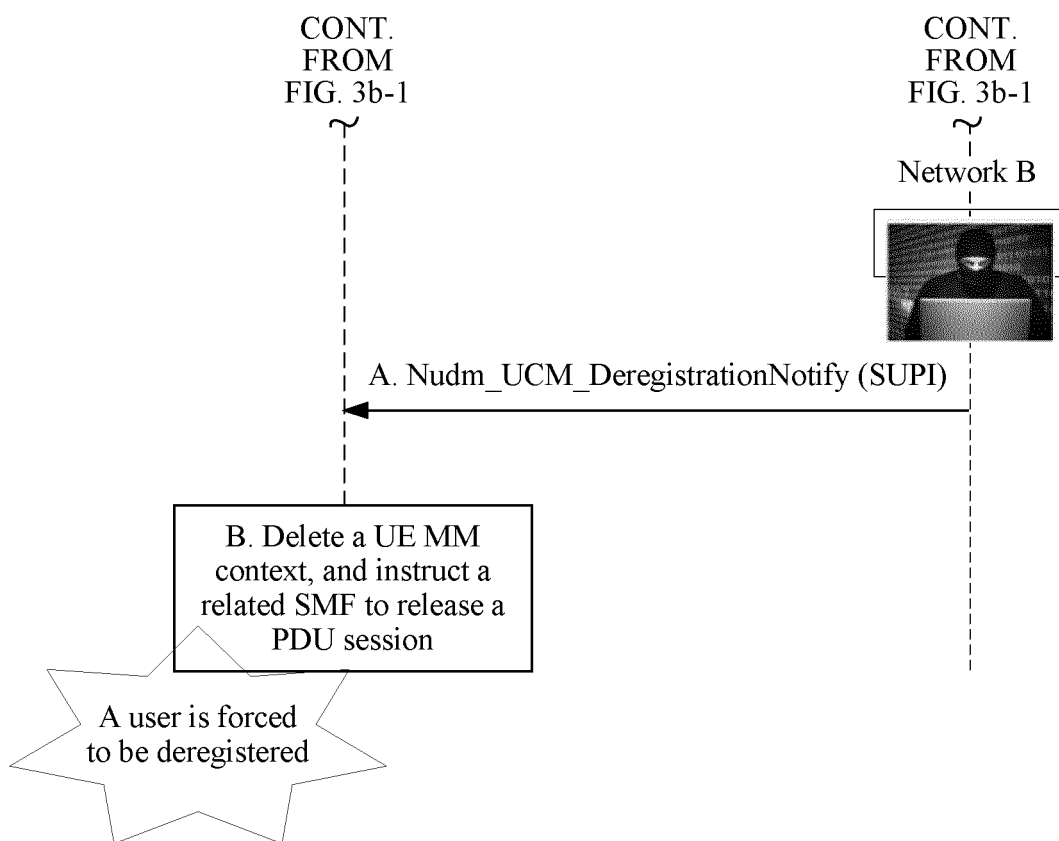 CONT.
FROM
FIG. 3b-1
CONT.
FROM
FIG. 3b-1
Network B
A. Nudm_UCM_DeregistrationNotify (SUPI)
B. Delete a UE MM
context, and instruct a
related SMF to release a
PDU session
A user is forced
to be deregistered